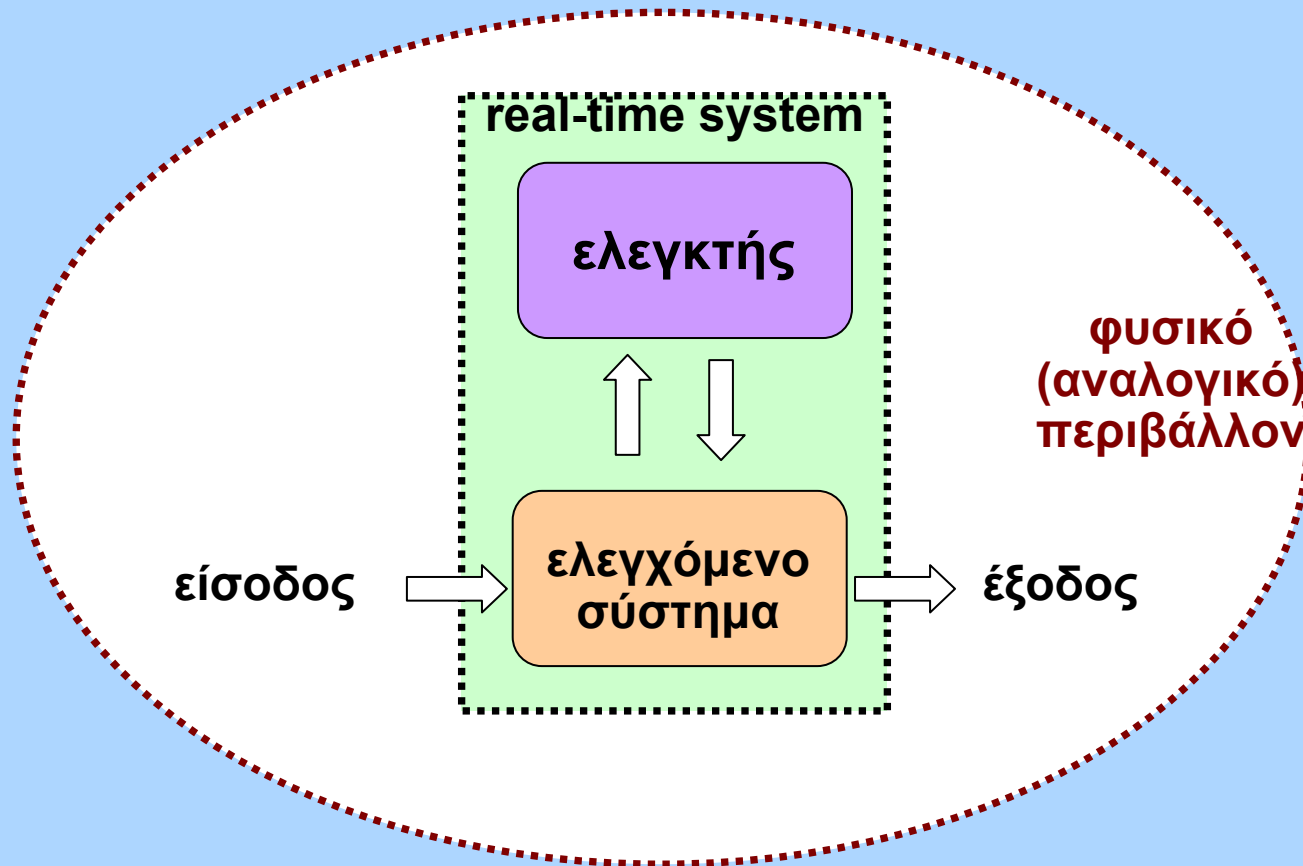 real-time system
ελεγκτής
φυσικό
(αναλογικό)
περιβάλλον
είσοδος
ελεγχόμενο
σύστημα
έξοδος